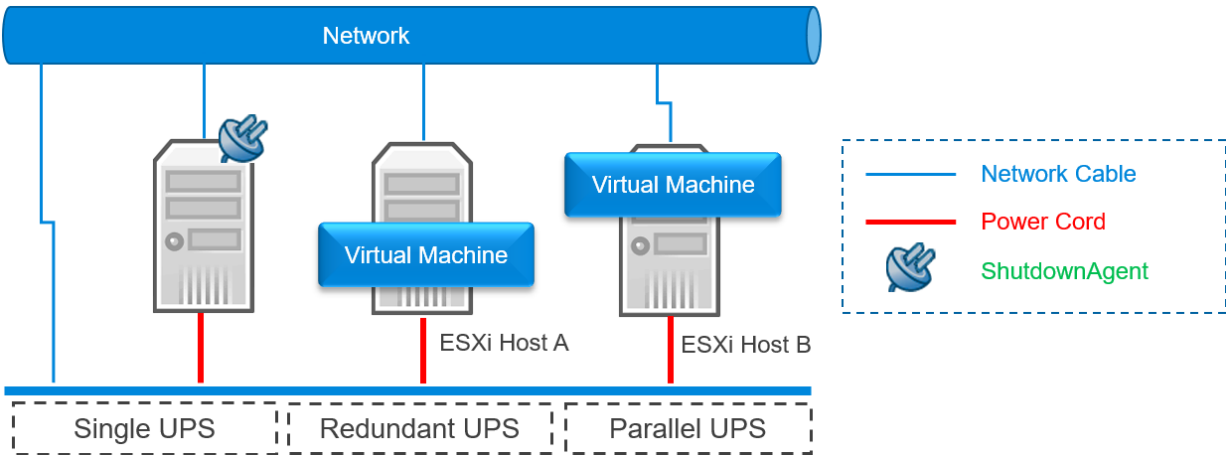 Network
Virtual Machine
Virtual Machine
ESXi Host A
ESXi Host B
Single UPS
Redundant UPS
Parallel UPS
Network Cable
Power Cord
ShutdownAgent